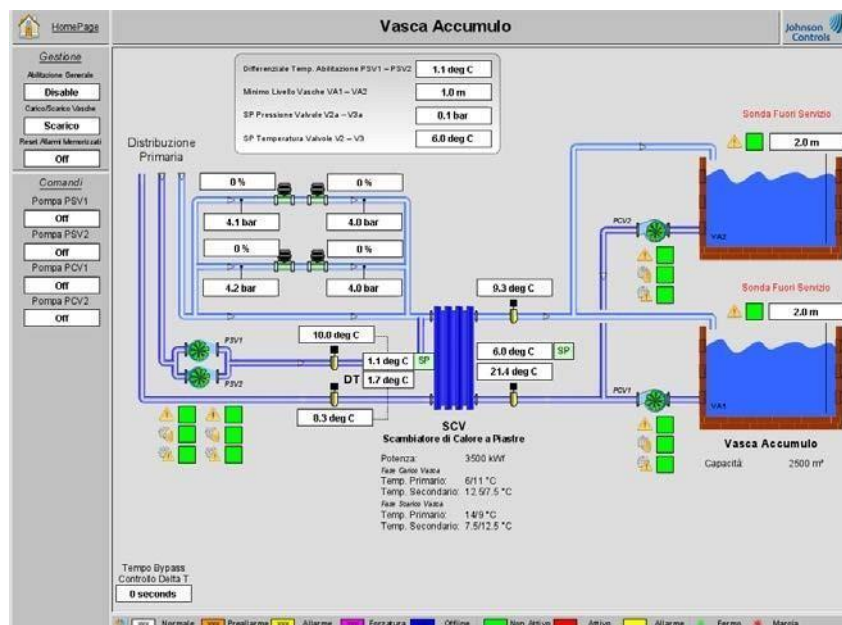 HomePage
Vasca Accumulo
Johnson
Controls
Gestione
Abilitazione Generale
Disable
Carico/Scarico Vasche
Scarico
Reset Allarmi Memorizzati
Off
Comandi
Pompa PSV1
Off
Pompa PSV2
Off
Pompa PCV1
Off
Pompa PCV2
Off
Differenziale Temp. Abilitazione PSV1 – PSV2 1.1 deg C
Minimo Livello Vasche VA1 – VA2 1.0 m
SP Pressione Valvole V2a – V3a 0.1 bar
SP Temperatura Valvole V2 – V3 6.0 deg C
Distribuzione
Primaria
0 % 0 %
4.1 bar 4.0 bar
0 % 0 %
4.2 bar 4.0 bar
Sonda Fuori Servizio
2.0 m
VA2
PCV2
9.3 deg C
Sonda Fuori Servizio
2.0 m
VA1
PCV1
10.0 deg C
PSV1
PSV2
1.1 deg C SP
DT 1.7 deg C
8.3 deg C
6.0 deg C SP
21.4 deg C
SCV
Scambiatore di Calore a Piastre
Potenza: 3500 kWf
Fase Carico Vasca
Temp. Primario: 6/11 °C
Temp. Secondario: 12.5/7.5 °C
Fase Scarico Vasca
Temp. Primario: 14/9 °C
Temp. Secondario: 7.5/12.5 °C
Vasca Accumulo
Capacità: 2500 m³
Tempo Bypass
Controllo Delta T
0 seconds
Normale Preallarme Allarme Forzatura Offline Non Attivo Attivo Allarme Fermo Marcia